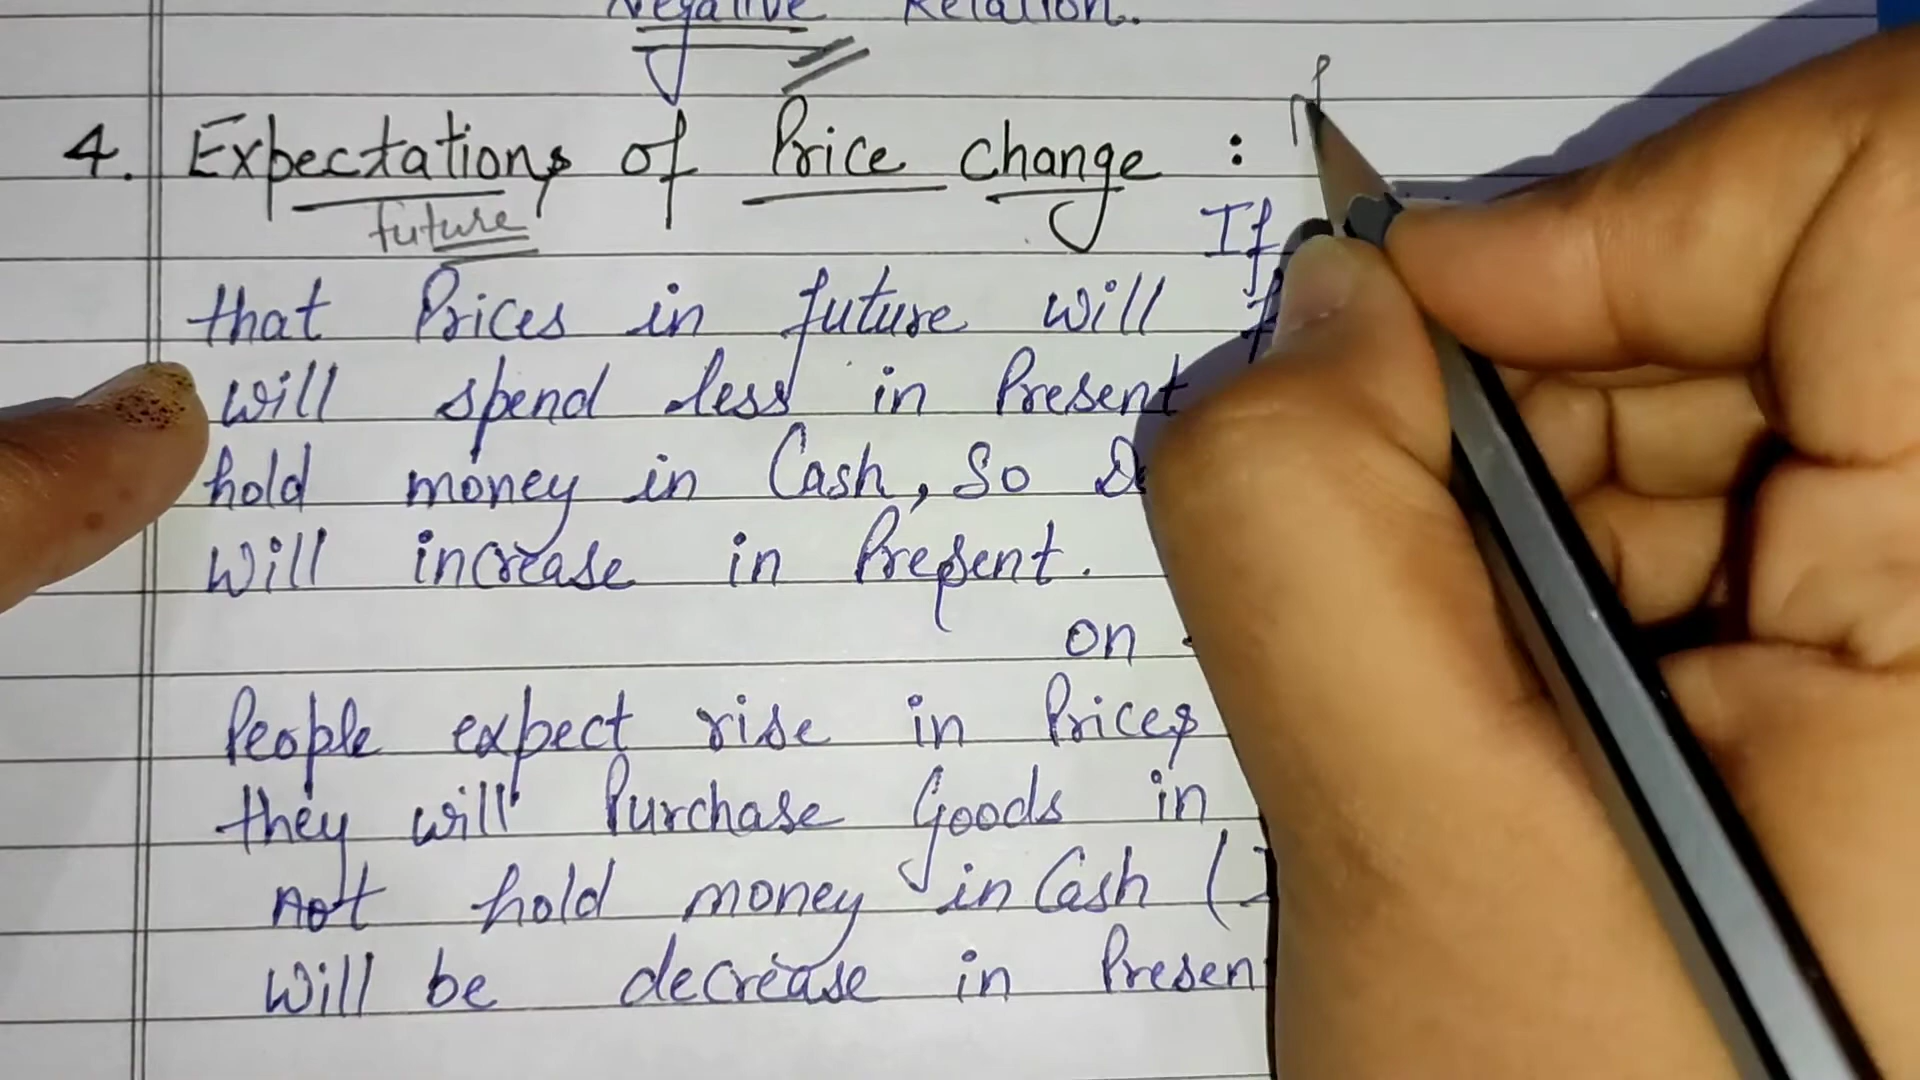 Negative Relation.
4. Expectations of Price change :
future
If
that Prices in future will
will spend less in Present
hold money in Cash, So
will increase in Present.
on
People expect rise in Prices
they will Purchase Goods in
not hold money in Cash (
will be decrease in Presen